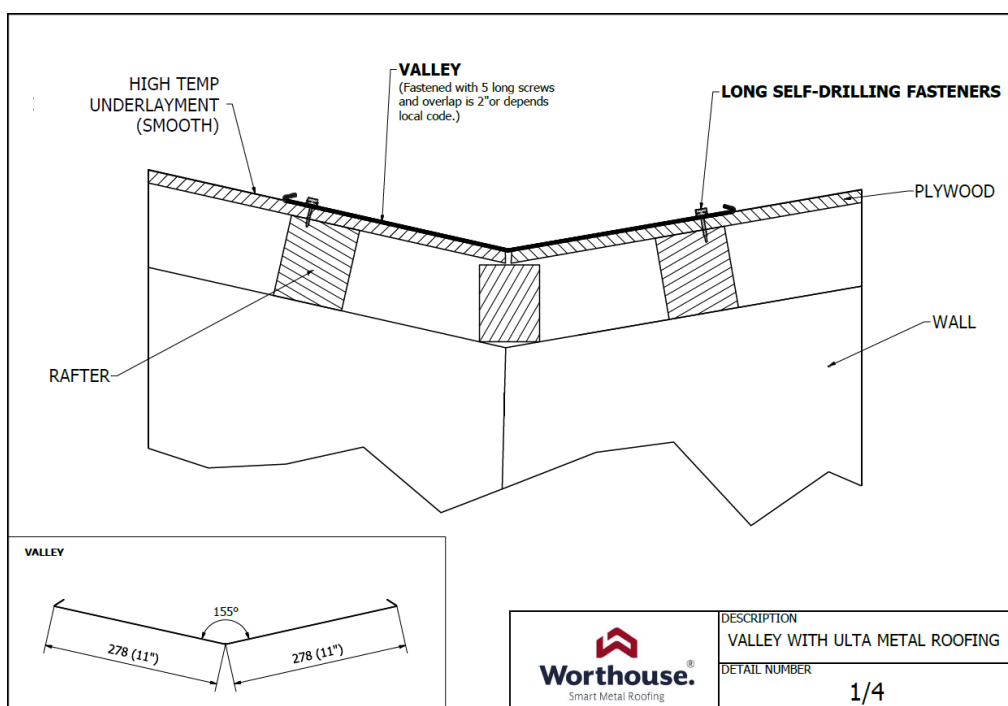 HIGH TEMP
UNDERLAYMENT
(SMOOTH)
VALLEY
(Fastened with 5 long screws
and overlap is 2"or depends
local code.)
LONG SELF-DRILLING FASTENERS
PLYWOOD
WALL
RAFTER
VALLEY
155°
278 (11")
278 (11")
Worthouse.®
Smart Metal Roofing
DESCRIPTION
VALLEY WITH ULTA METAL ROOFING
DETAIL NUMBER
1/4